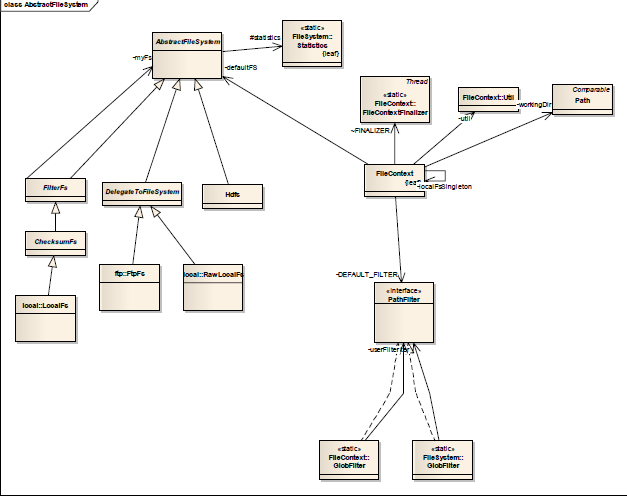 class AbstractFileSystem
AbstractFileSystem
#statistics
«static»
FileSystem::
Statistics
{leaf}
-myFs
-defaultFS
Thread
«static»
FileContext::
FileContextFinalizer
FileContext::Util
Comparable
Path
-workingDir
-util
~FINALIZER
FileContext
{leaf}
-localFsSingleton
FilterFs
DelegateToFileSystem
Hdfs
ChecksumFs
ftp::FtpFs
local::RawLocalFs
local::LocalFs
-DEFAULT_FILTER
«interface»
PathFilter
-userFilter
«static»
FileContext::
GlobFilter
«static»
FileSystem::
GlobFilter